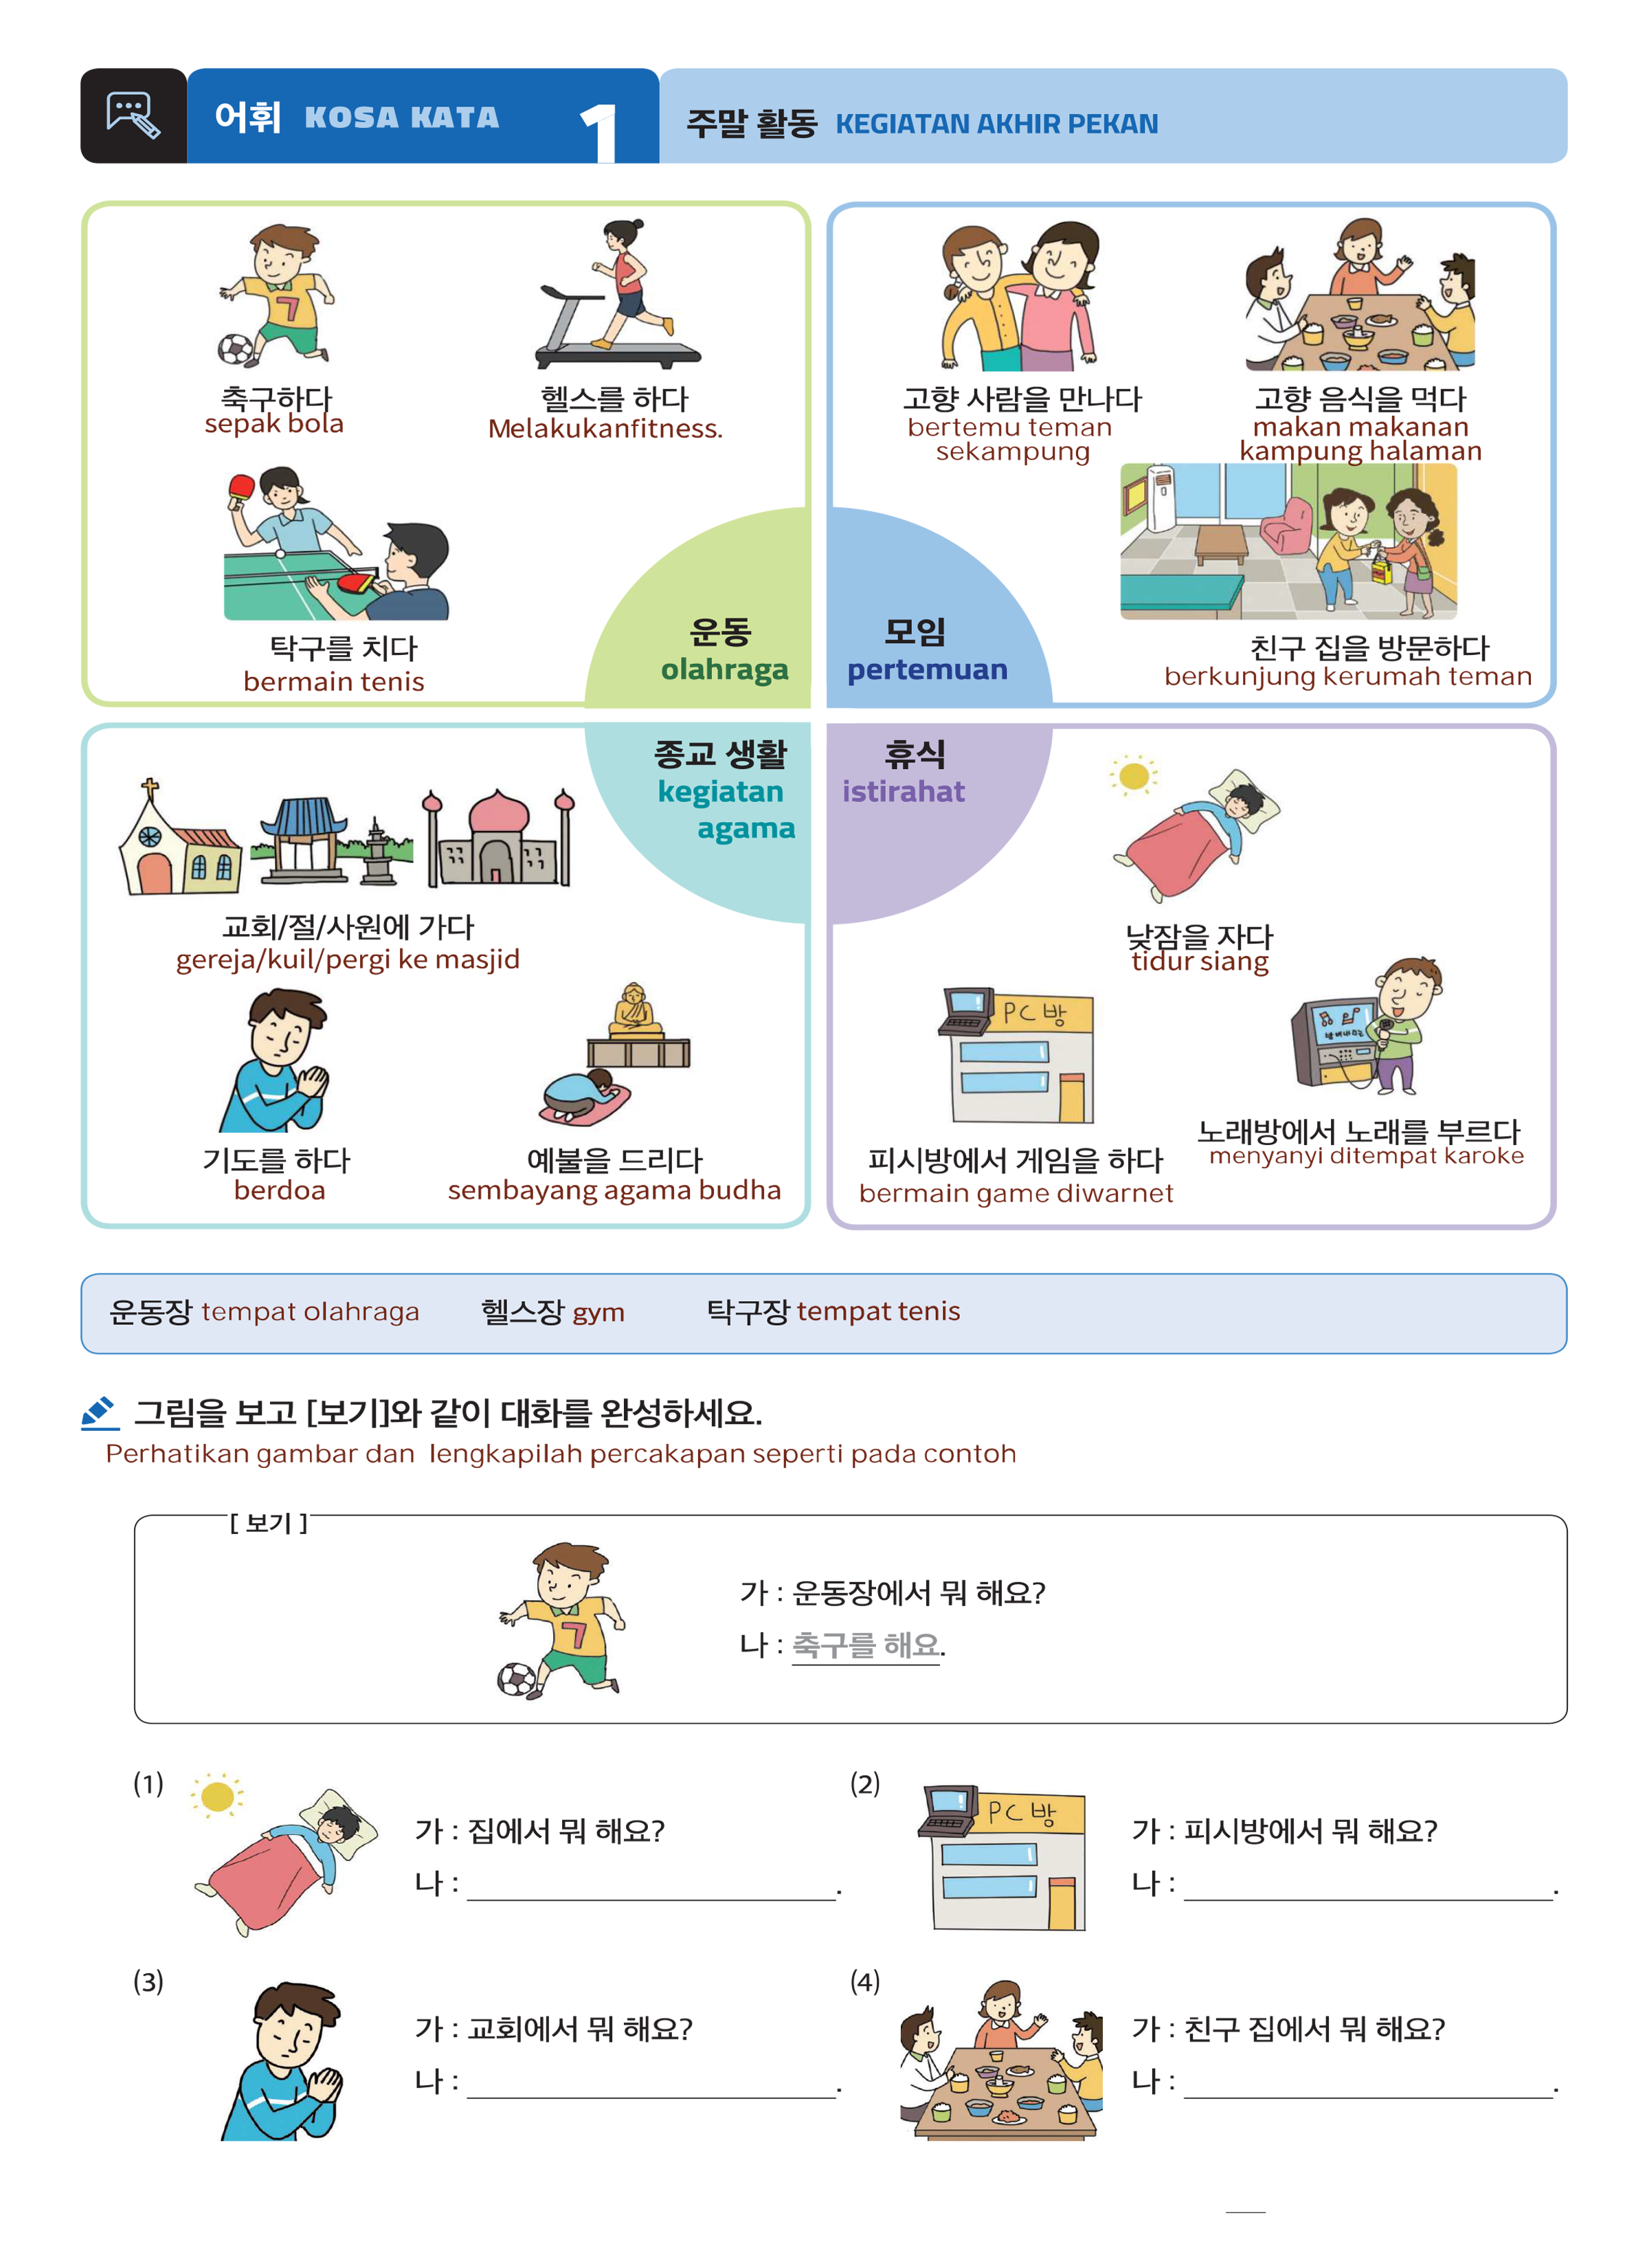 어휘 KOSA KATA 1 주말 활동 KEGIATAN AKHIR PEKAN
축구하다
sepak bola
헬스를 하다
Melakukanfitness.
탁구를 치다
bermain tenis
운동
olahraga
고향 사람을 만나다
bertemu teman
sekampung
고향 음식을 먹다
makan makanan
kampung halaman
모임
pertemuan
친구 집을 방문하다
berkunjung kerumah teman
종교 생활
kegiatan
agama
교회/절/사원에 가다
gereja/kuil/pergi ke masjid
기도를 하다
berdoa
예불을 드리다
sembayang agama budha
휴식
istirahat
낮잠을 자다
tidur siang
PC 방
피시방에서 게임을 하다
bermain game diwarnet
노래방에서 노래를 부르다
menyanyi ditempat karoke
운동장 tempat olahraga 헬스장 gym 탁구장 tempat tenis
그림을 보고 [보기]와 같이 대화를 완성하세요.
Perhatikan gambar dan lengkapilah percakapan seperti pada contoh
[ 보기 ]
7
가 : 운동장에서 뭐 해요?
나 : 축구를 해요.
(1)
가 : 집에서 뭐 해요?
나 : .
(2)
PC 방
가 : 피시방에서 뭐 해요?
나 : .
(3)
가 : 교회에서 뭐 해요?
나 : .
(4)
가 : 친구 집에서 뭐 해요?
나 : .